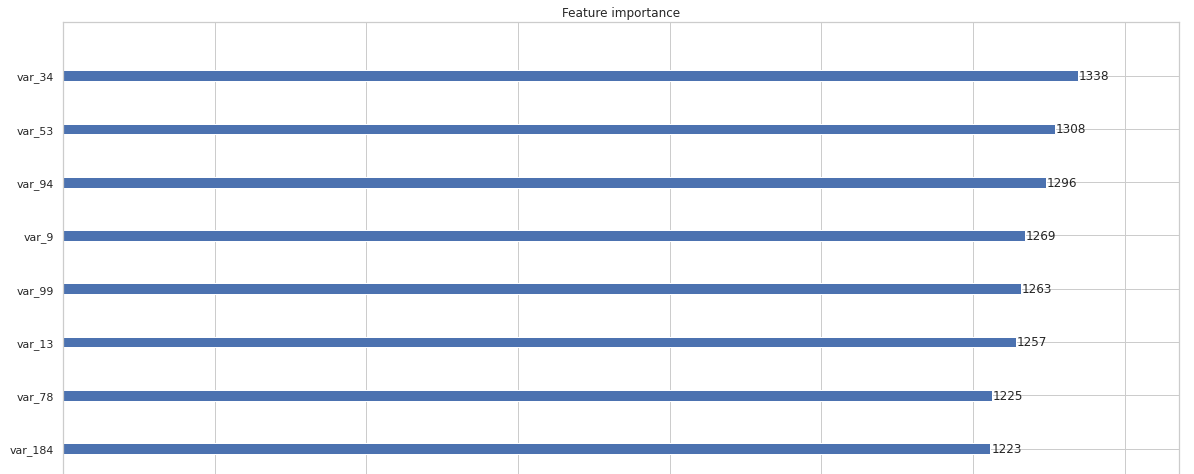 Feature importance
var_34 1338
var_53 1308
var_94 1296
var_9 1269
var_99 1263
var_13 1257
var_78 1225
var_184 1223